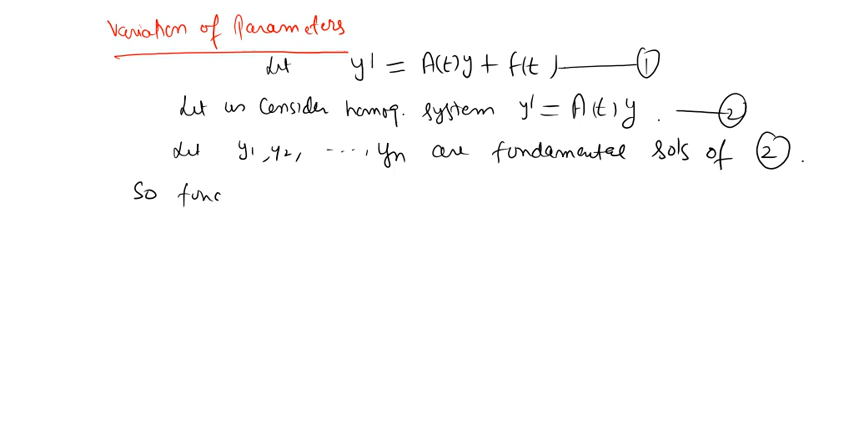 Variation of Parameters
Let y' = A(t)y + f(t) ——— ①
Let us consider homog. system y' = A(t)y. —— ②
Let y1, y2, ...., yn are fundamental sols of ②.
So func